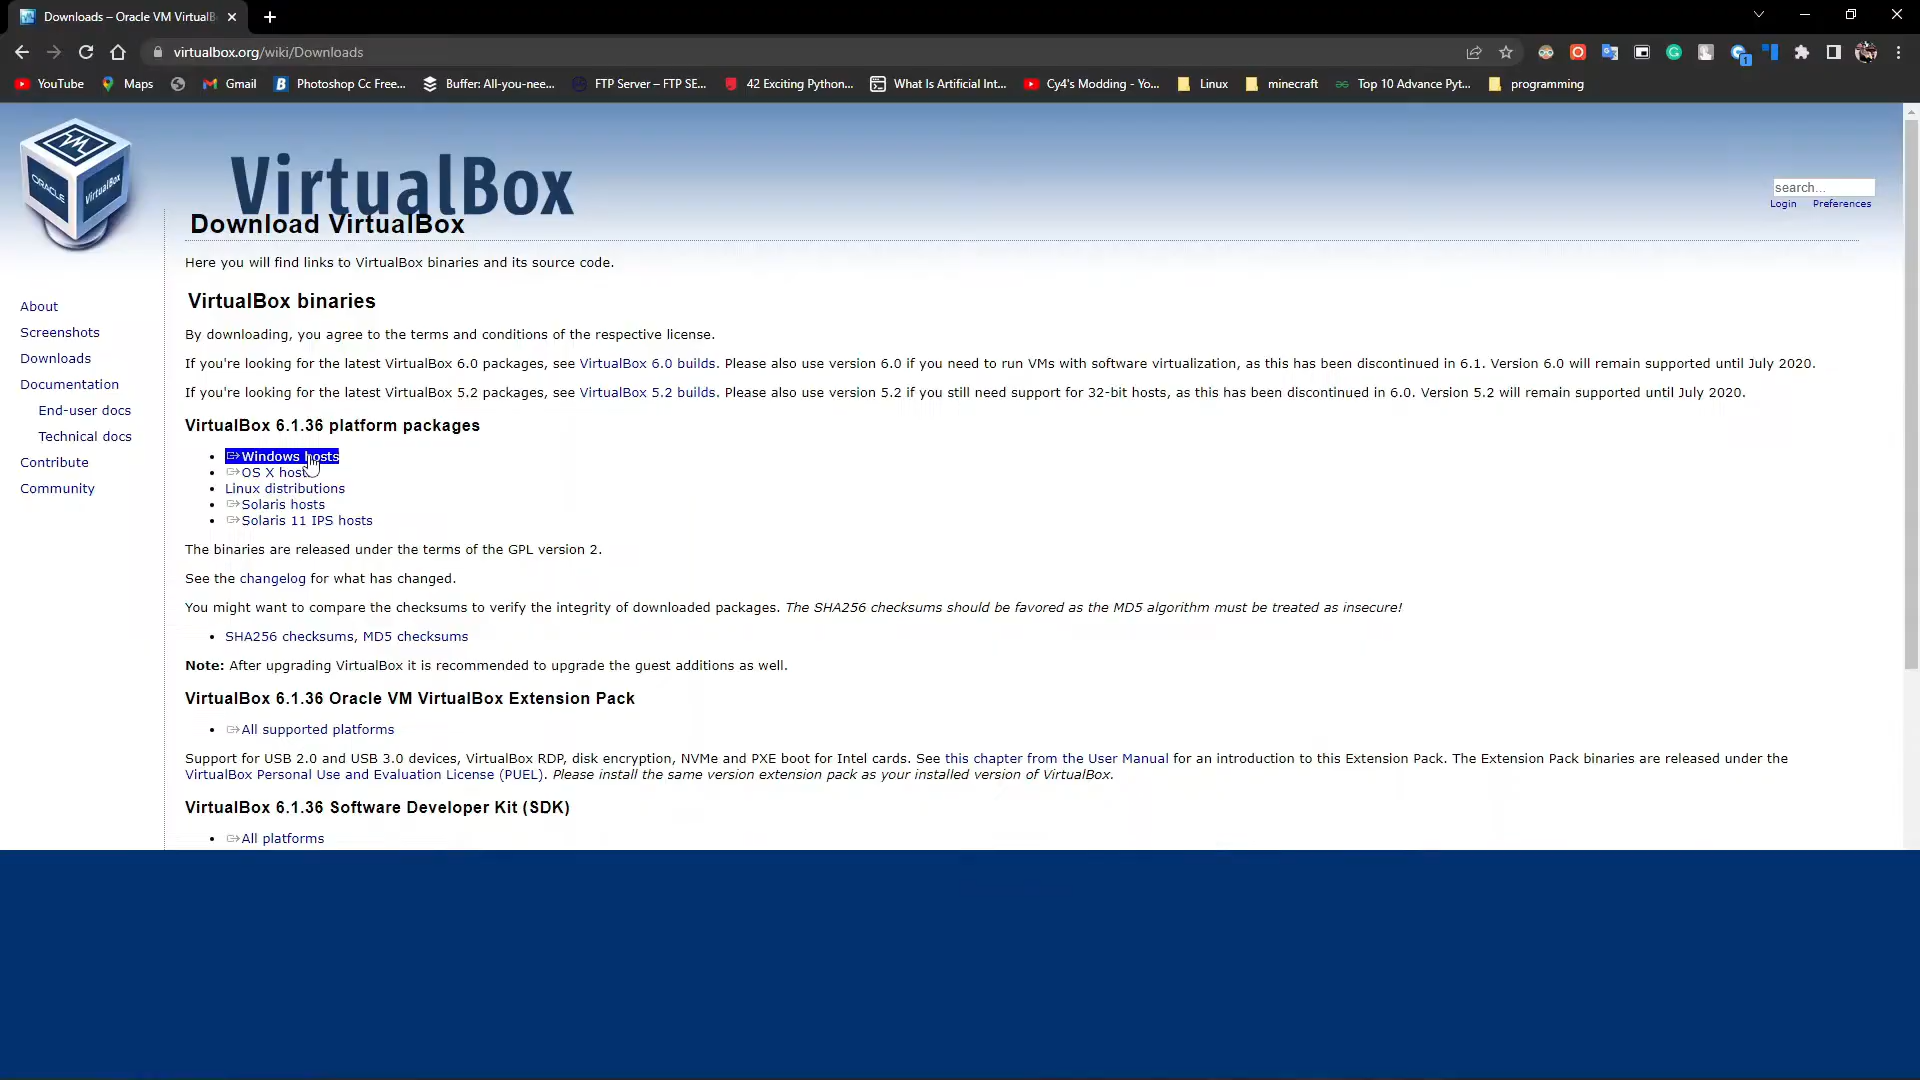 Downloads – Oracle VM VirtualB
virtualbox.org/wiki/Downloads
YouTube Maps Gmail Photoshop Cc Free... Buffer: All-you-nee... FTP Server – FTP SE... 42 Exciting Python... What Is Artificial Int... Cy4's Modding - Yo... Linux minecraft Top 10 Advance Pyt... programming
ORACLE
VirtualBox
VirtualBox
search...
Login Preferences
Download VirtualBox
Here you will find links to VirtualBox binaries and its source code.
About
Screenshots
Downloads
Documentation
End-user docs
Technical docs
Contribute
Community
VirtualBox binaries
By downloading, you agree to the terms and conditions of the respective license.
If you're looking for the latest VirtualBox 6.0 packages, see VirtualBox 6.0 builds. Please also use version 6.0 if you need to run VMs with software virtualization, as this has been discontinued in 6.1. Version 6.0 will remain supported until July 2020.
If you're looking for the latest VirtualBox 5.2 packages, see VirtualBox 5.2 builds. Please also use version 5.2 if you still need support for 32-bit hosts, as this has been discontinued in 6.0. Version 5.2 will remain supported until July 2020.
VirtualBox 6.1.36 platform packages
Windows hosts
OS X hosts
Linux distributions
Solaris hosts
Solaris 11 IPS hosts
The binaries are released under the terms of the GPL version 2.
See the changelog for what has changed.
You might want to compare the checksums to verify the integrity of downloaded packages. The SHA256 checksums should be favored as the MD5 algorithm must be treated as insecure!
SHA256 checksums, MD5 checksums
Note: After upgrading VirtualBox it is recommended to upgrade the guest additions as well.
VirtualBox 6.1.36 Oracle VM VirtualBox Extension Pack
All supported platforms
Support for USB 2.0 and USB 3.0 devices, VirtualBox RDP, disk encryption, NVMe and PXE boot for Intel cards. See this chapter from the User Manual for an introduction to this Extension Pack. The Extension Pack binaries are released under the
VirtualBox Personal Use and Evaluation License (PUEL). Please install the same version extension pack as your installed version of VirtualBox.
VirtualBox 6.1.36 Software Developer Kit (SDK)
All platforms